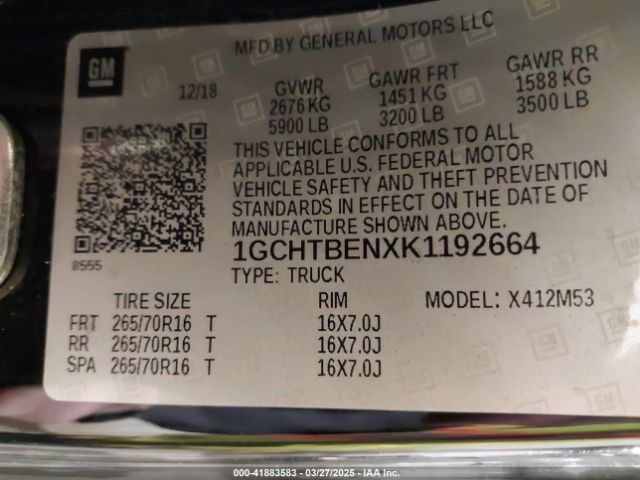 MFD BY GENERAL MOTORS LLC
GM
12/18
GVWR GAWR FRT GAWR RR
2676 KG 1451 KG 1588 KG
5900 LB 3200 LB 3500 LB
THIS VEHICLE CONFORMS TO ALL
APPLICABLE U.S. FEDERAL MOTOR
VEHICLE SAFETY AND THEFT PREVENTION
STANDARDS IN EFFECT ON THE DATE OF
MANUFACTURE SHOWN ABOVE.
8555
1GCHTBENXK1192664
TYPE: TRUCK
TIRE SIZE RIM MODEL: X412M53
FRT 265/70R16 T 16X7.0J
RR 265/70R16 T 16X7.0J
SPA 265/70R16 T 16X7.0J
000-41883583 — 03/27/2025 — IAA Inc.